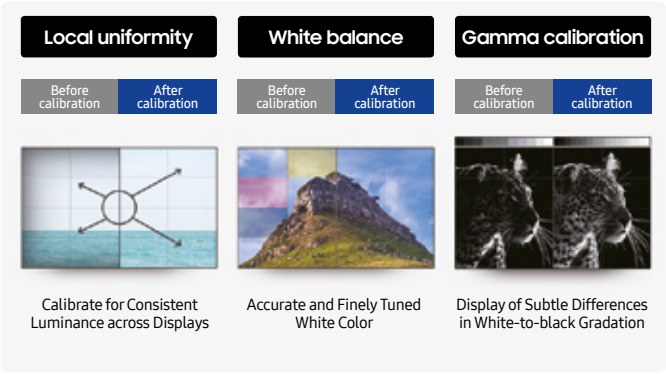 Local uniformity
White balance
Gamma calibration
Before
calibration
After
calibration
Before
calibration
After
calibration
Before
calibration
After
calibration
Calibrate for Consistent
Luminance across Displays
Accurate and Finely Tuned
White Color
Display of Subtle Differences
in White-to-black Gradation